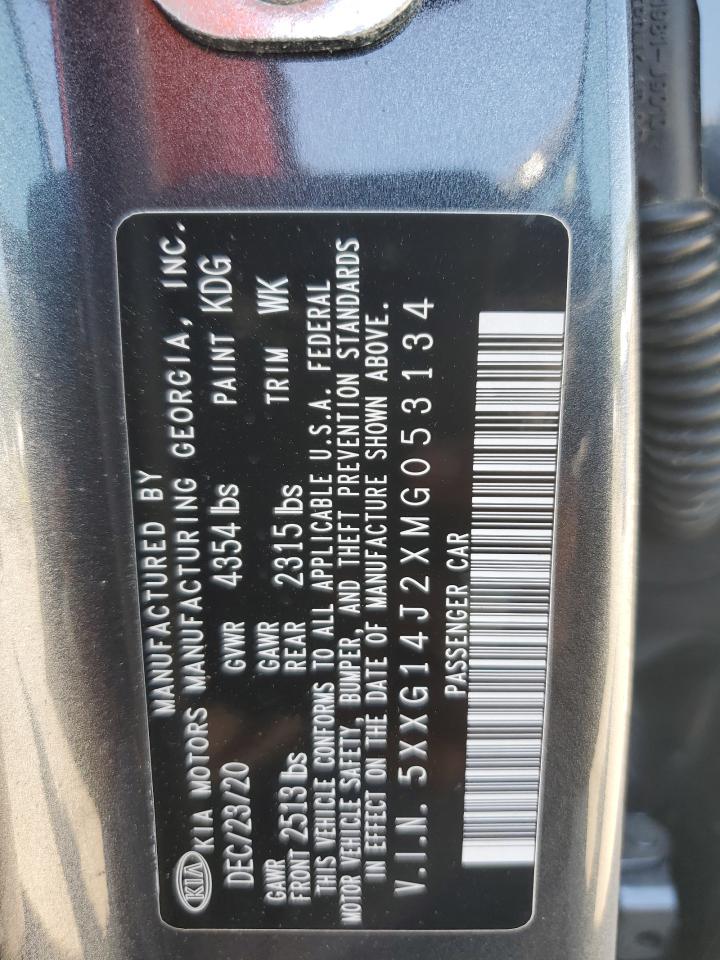 MANUFACTURED BY
KIA KIA MOTORS MANUFACTURING GEORGIA, INC.
DEC/23/20 GVWR 4354 lbs PAINT KDG
GAWR FRONT 2513 lbs GAWR REAR 2315 lbs TRIM WK
THIS VEHICLE CONFORMS TO ALL APPLICABLE U.S.A. FEDERAL
MOTOR VEHICLE SAFETY, BUMPER, AND THEFT PREVENTION STANDARDS
IN EFFECT ON THE DATE OF MANUFACTURE SHOWN ABOVE.
V.I.N. 5XXG14J2XMG053134
PASSENGER CAR